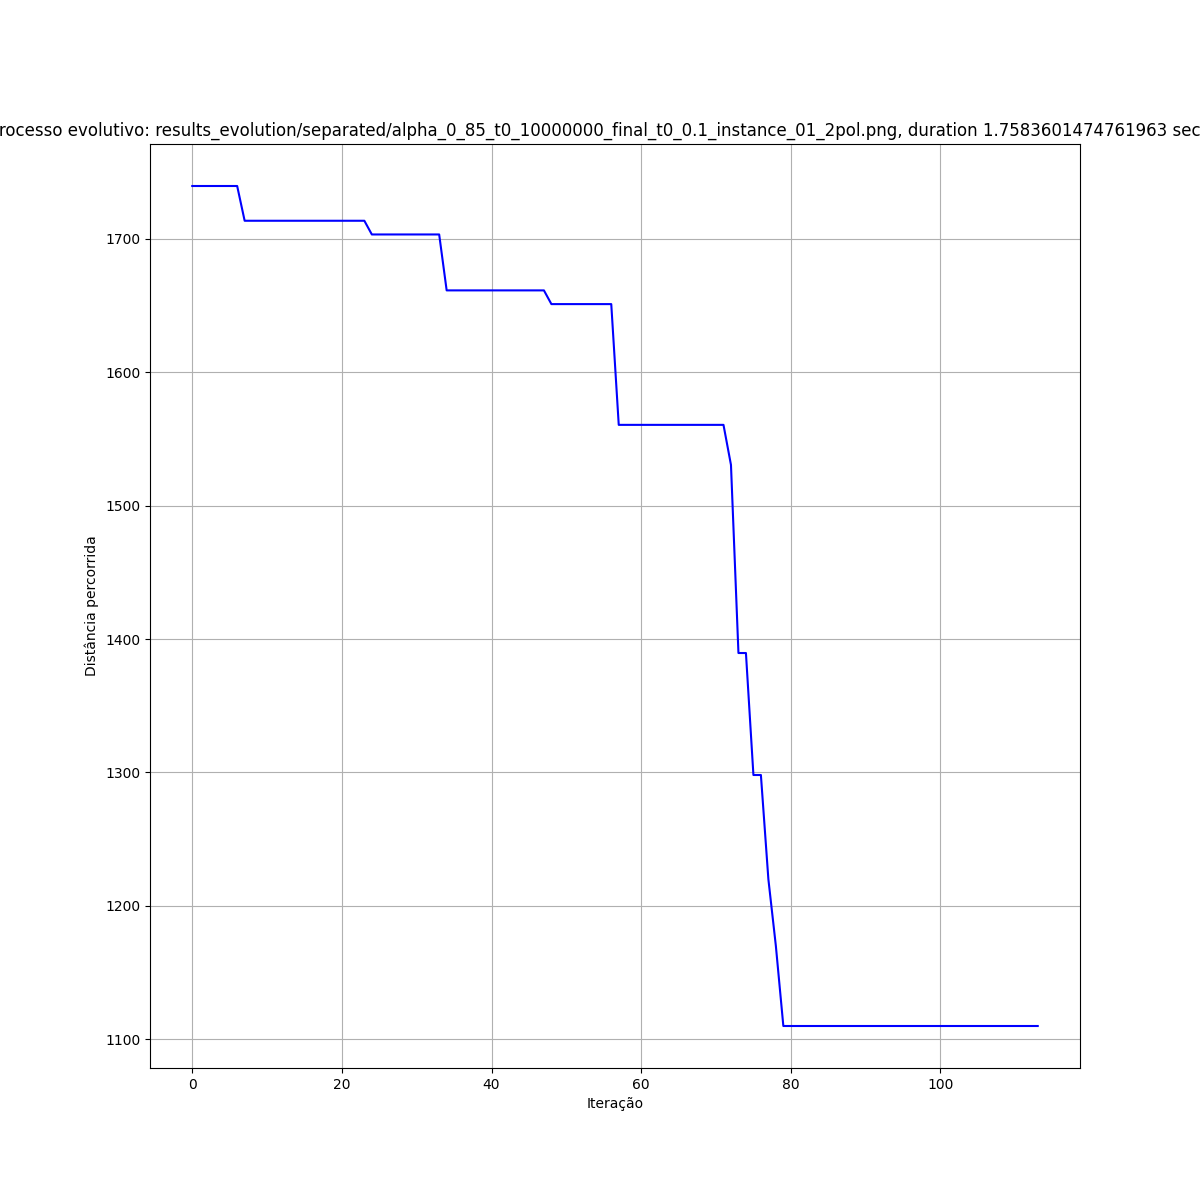 rocesso evolutivo: results_evolution/separated/alpha_0_85_t0_10000000_final_t0_0.1_instance_01_2pol.png, duration 1.7583601474761963 sec
1700
1600
1500
1400
1300
1200
1100
Distância percorrida
0 20 40 60 80 100
Iteração